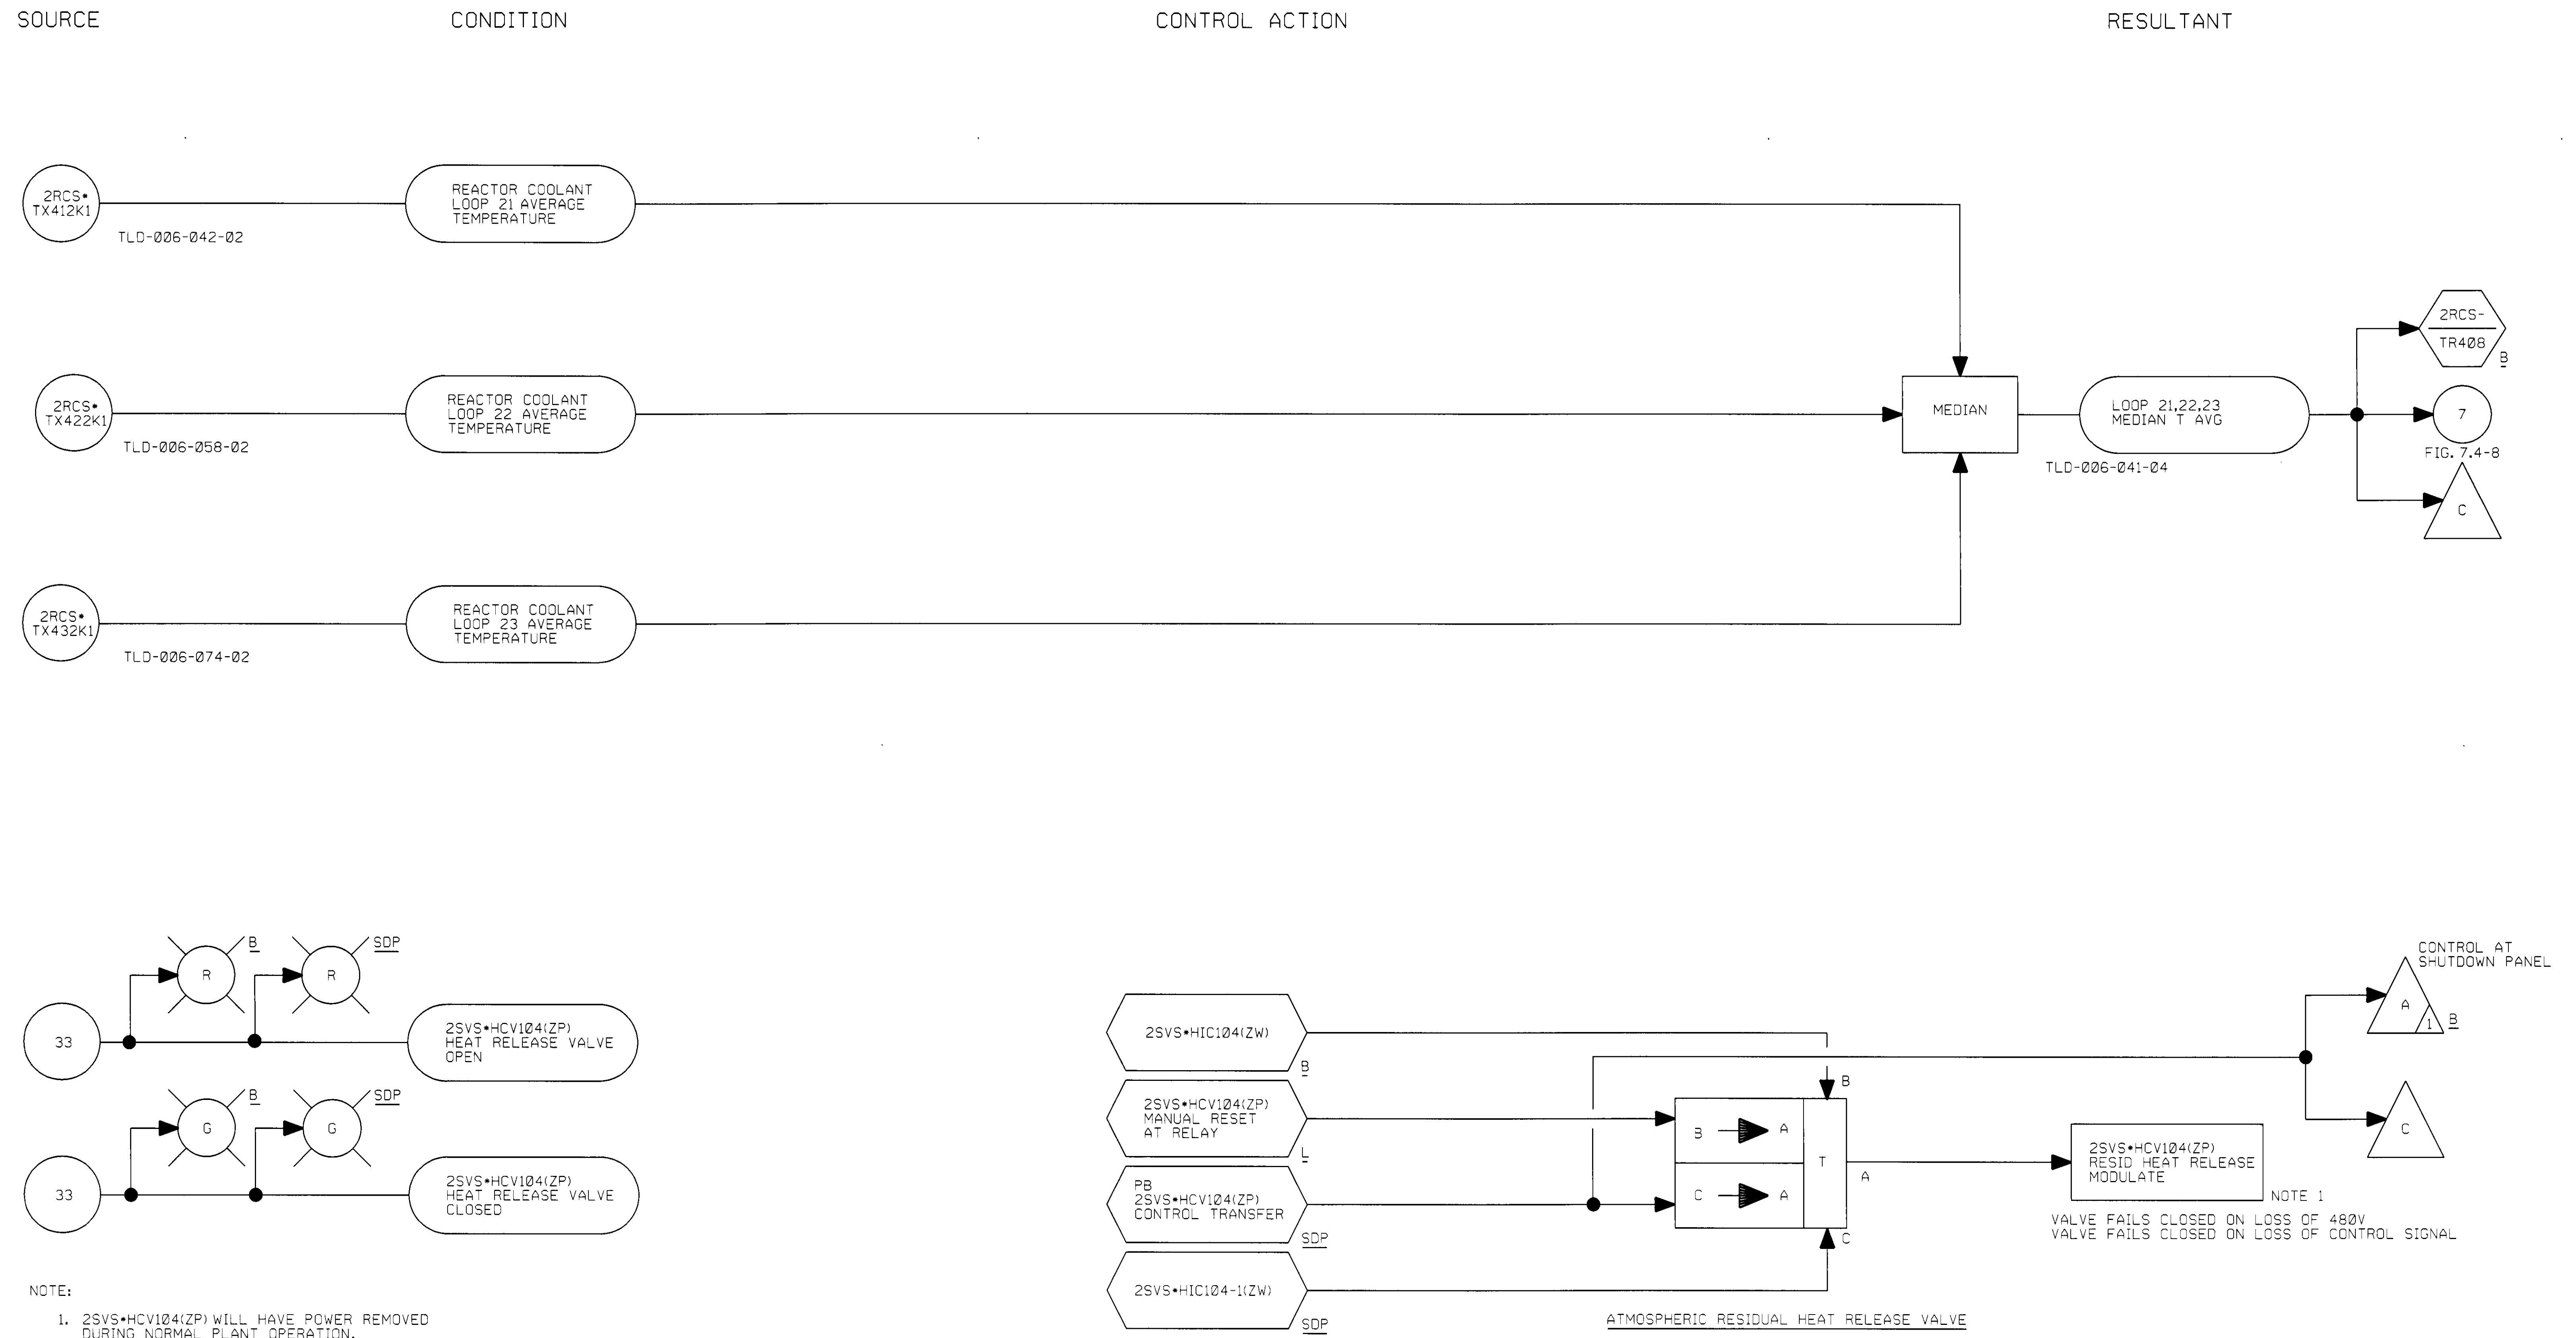 SOURCE
CONDITION
CONTROL ACTION
RESULTANT
2RCS*
TX412K1
TLD-006-042-02
REACTOR COOLANT
LOOP 21 AVERAGE
TEMPERATURE
2RCS*
TX422K1
TLD-006-058-02
REACTOR COOLANT
LOOP 22 AVERAGE
TEMPERATURE
2RCS*
TX432K1
TLD-006-074-02
REACTOR COOLANT
LOOP 23 AVERAGE
TEMPERATURE
MEDIAN
TLD-006-041-04
LOOP 21,22,23
MEDIAN T AVG
2RCS-
TR408
B
7
FIG. 7.4-8
C
R
B
R
SDP
33
2SVS*HCV104(ZP)
HEAT RELEASE VALVE
OPEN
G
B
G
SDP
33
2SVS*HCV104(ZP)
HEAT RELEASE VALVE
CLOSED
NOTE:
1. 2SVS*HCV104(ZP) WILL HAVE POWER REMOVED
DURING NORMAL PLANT OPERATION.
2SVS*HIC104(ZW)
B
2SVS*HCV104(ZP)
MANUAL RESET
AT RELAY
L
PB
2SVS*HCV104(ZP)
CONTROL TRANSFER
SDP
2SVS*HIC104-1(ZW)
SDP
B
B A
C A
T
A
C
ATMOSPHERIC RESIDUAL HEAT RELEASE VALVE
CONTROL AT
SHUTDOWN PANEL
A
1
B
C
2SVS*HCV104(ZP)
RESID HEAT RELEASE
MODULATE
NOTE 1
VALVE FAILS CLOSED ON LOSS OF 480V
VALVE FAILS CLOSED ON LOSS OF CONTROL SIGNAL